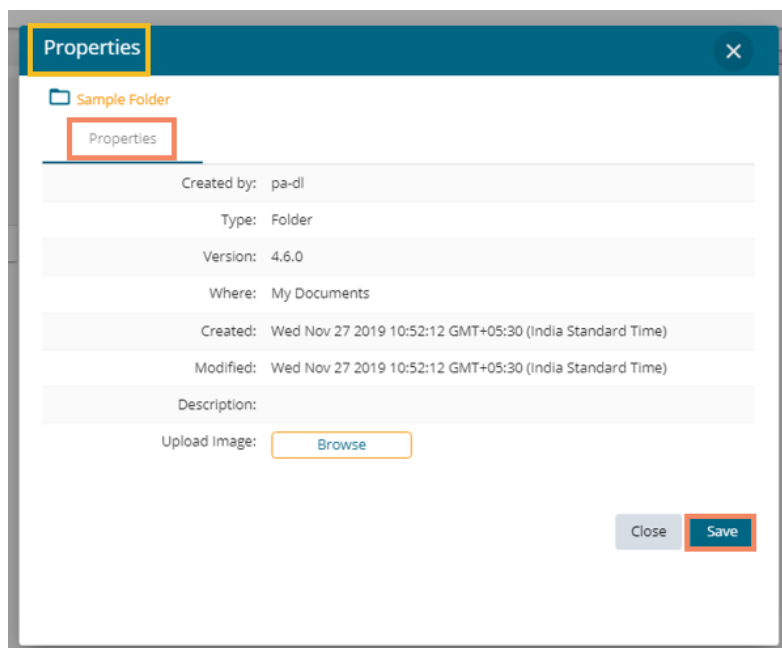 Properties
Sample Folder
Properties
Created by: pa-dl
Type: Folder
Version: 4.6.0
Where: My Documents
Created: Wed Nov 27 2019 10:52:12 GMT+05:30 (India Standard Time)
Modified: Wed Nov 27 2019 10:52:12 GMT+05:30 (India Standard Time)
Description:
Upload Image: Browse
Close Save